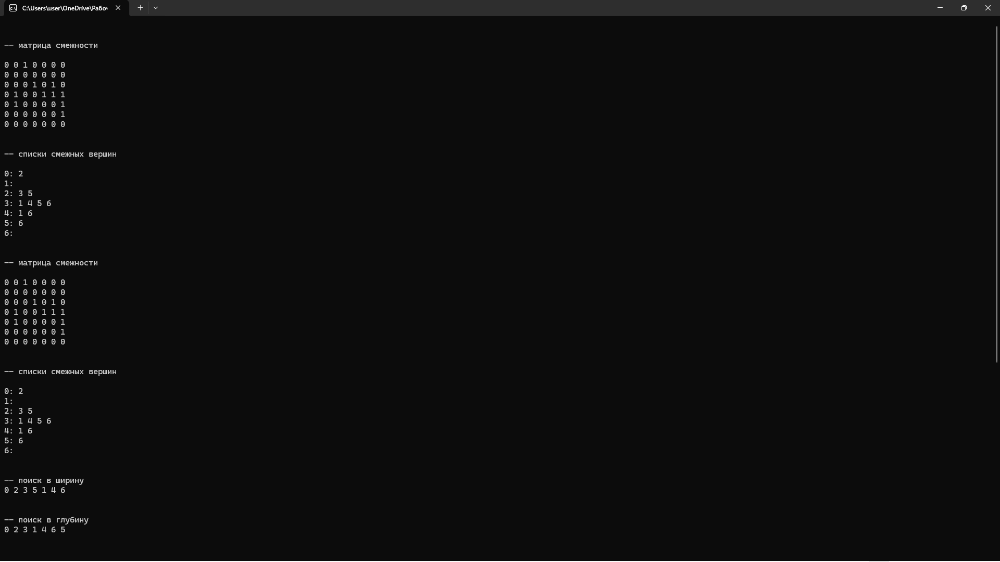 C:\Users\user\OneDrive\Рабоч
-- матрица смежности
0 0 1 0 0 0 0
0 0 0 0 0 0 0
0 0 0 1 0 1 0
0 1 0 0 1 1 1
0 1 0 0 0 0 1
0 0 0 0 0 0 1
0 0 0 0 0 0 0
-- списки смежных вершин
0: 2
1:
2: 3 5
3: 1 4 5 6
4: 1 6
5: 6
6:
-- матрица смежности
0 0 1 0 0 0 0
0 0 0 0 0 0 0
0 0 0 1 0 1 0
0 1 0 0 1 1 1
0 1 0 0 0 0 1
0 0 0 0 0 0 1
0 0 0 0 0 0 0
-- списки смежных вершин
0: 2
1:
2: 3 5
3: 1 4 5 6
4: 1 6
5: 6
6:
-- поиск в ширину
0 2 3 5 1 4 6
-- поиск в глубину
0 2 3 1 4 6 5